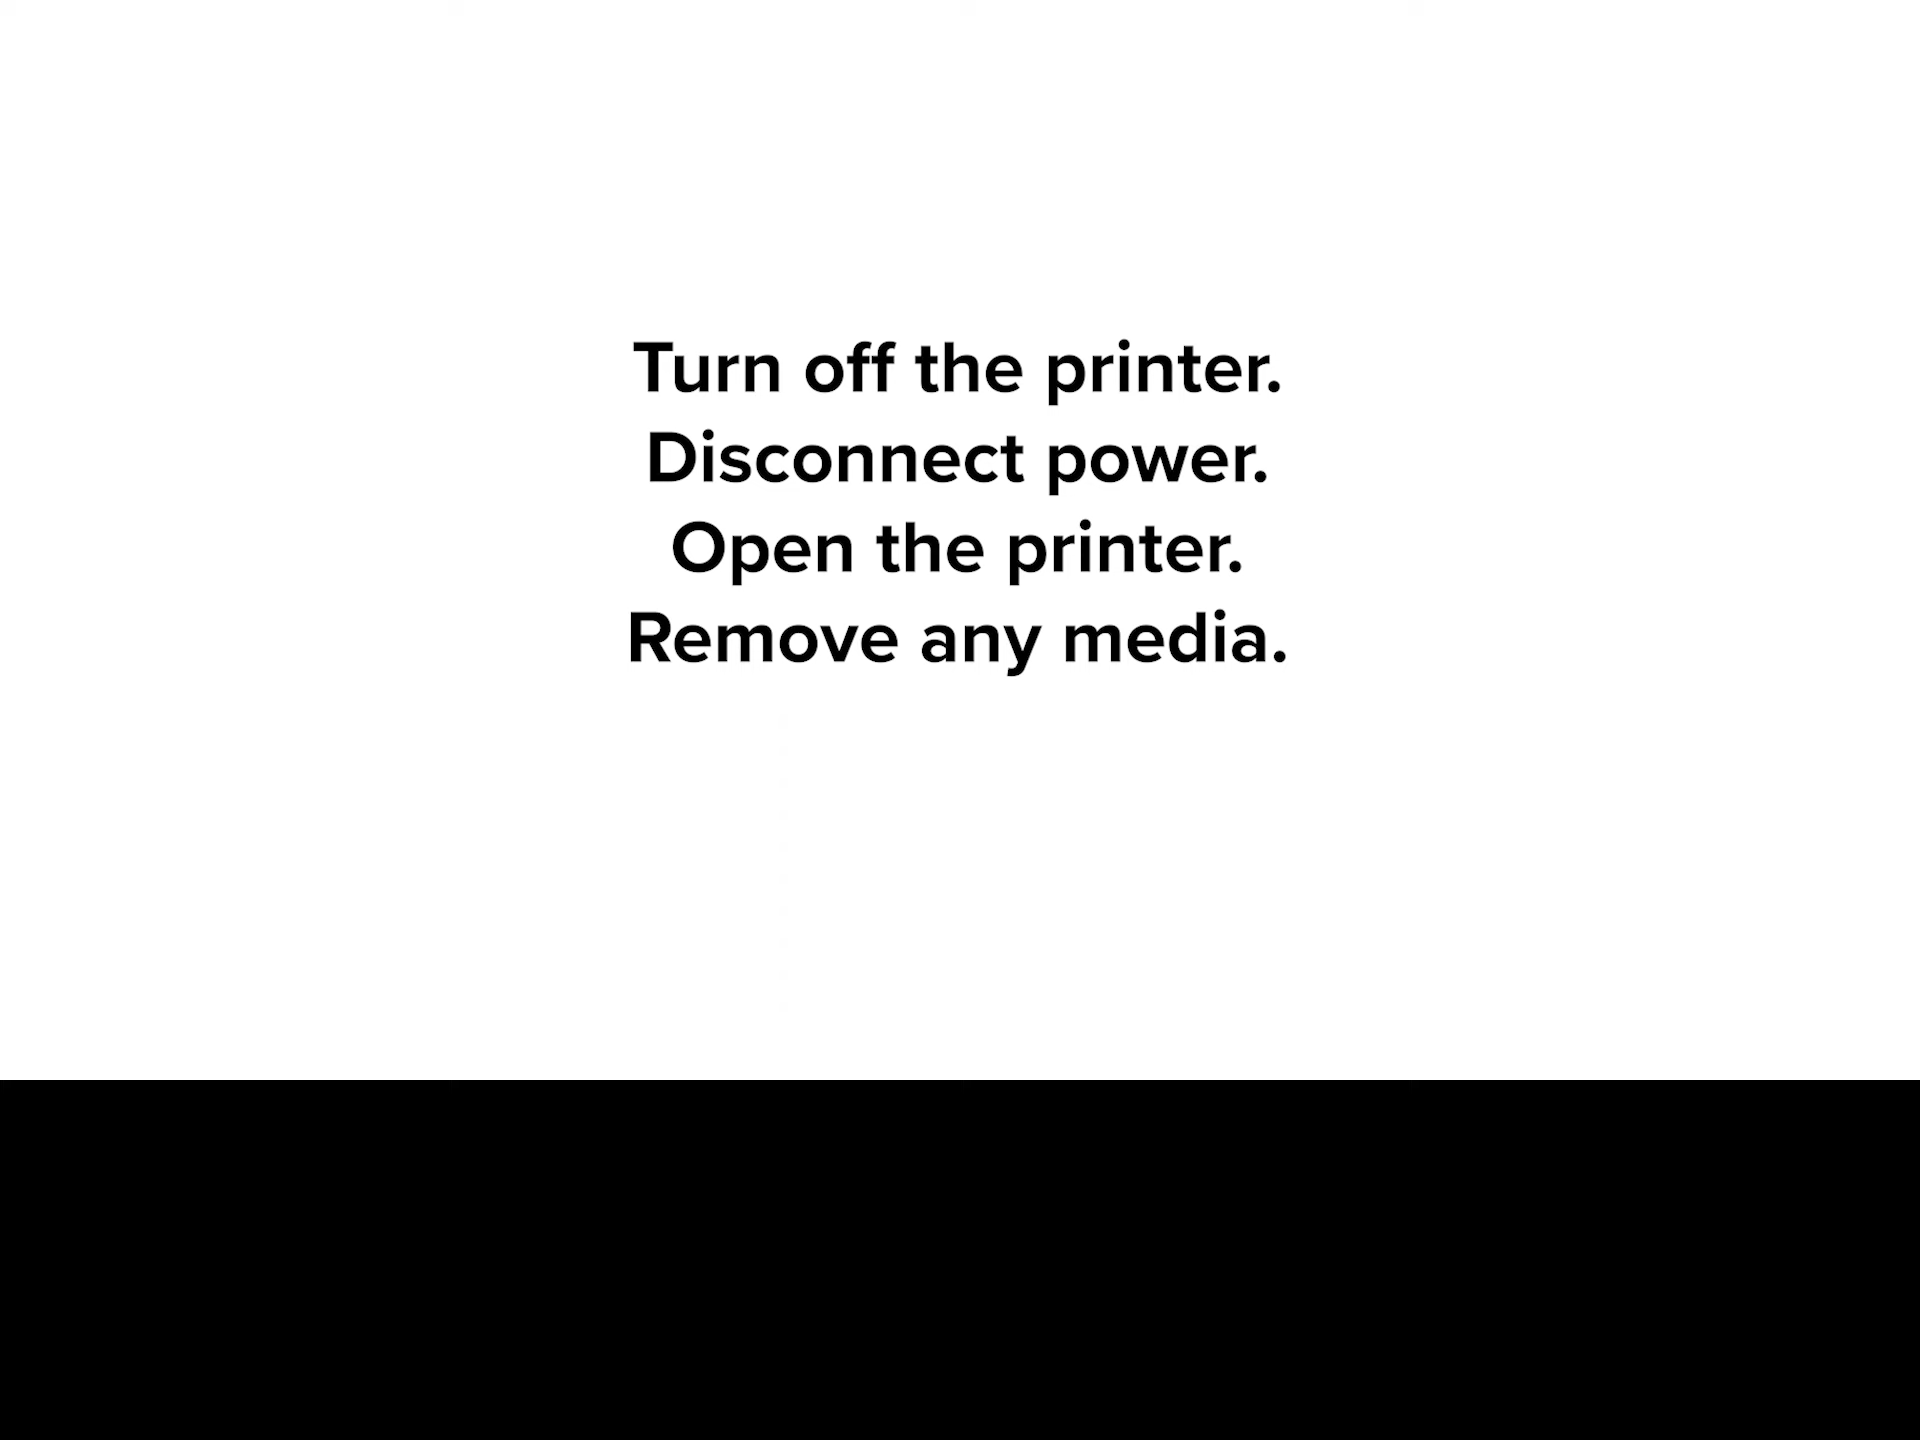 Turn off the printer.
Disconnect power.
Open the printer.
Remove any media.